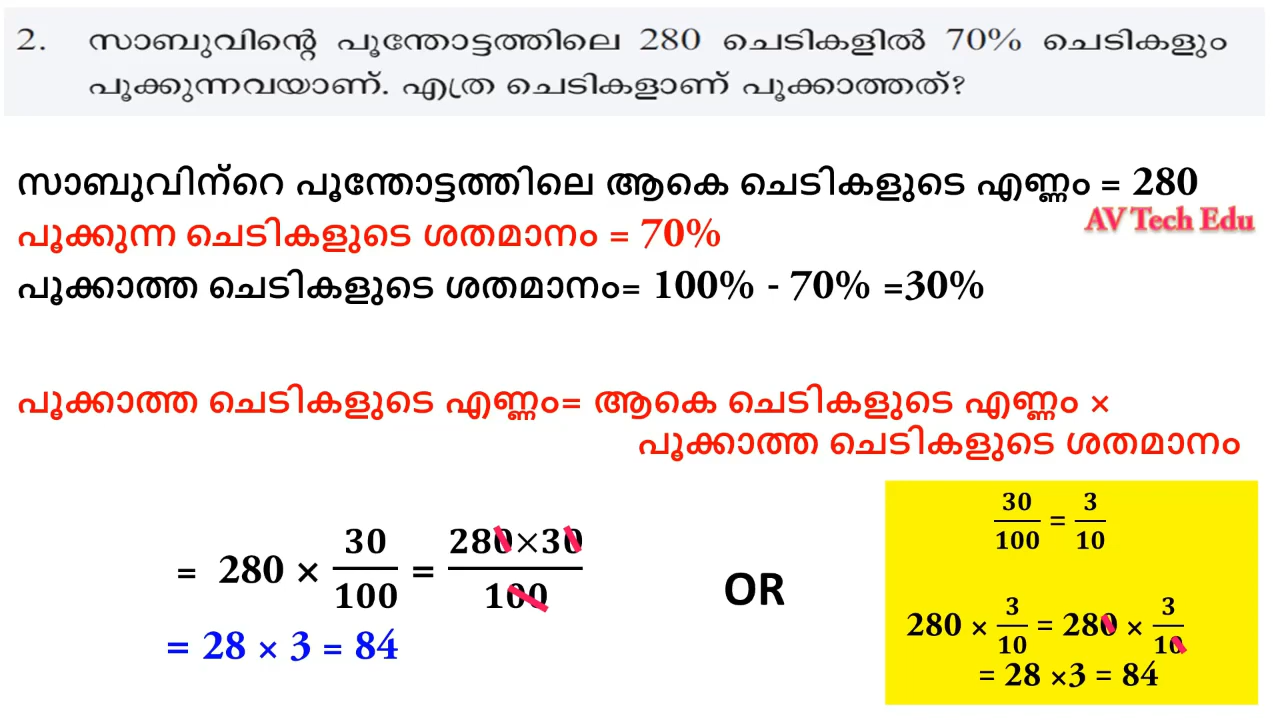 2. സാബുവിന്റെ പൂന്തോട്ടത്തിലെ 280 ചെടികളിൽ 70% ചെടികളും
പൂക്കുന്നവയാണ്. എത്ര ചെടികളാണ് പൂക്കാത്തത്?
സാബുവിന്റെ പൂന്തോട്ടത്തിലെ ആകെ ചെടികളുടെ എണ്ണം = 280
AV Tech Edu
പൂക്കുന്ന ചെടികളുടെ ശതമാനം = 70%
പൂക്കാത്ത ചെടികളുടെ ശതമാനം= 100% - 70% =30%
പൂക്കാത്ത ചെടികളുടെ എണ്ണം= ആകെ ചെടികളുടെ എണ്ണം ×
പൂക്കാത്ത ചെടികളുടെ ശതമാനം
= 280 × 30/100 = 280×30/100
= 28 × 3 = 84
OR
30/100 = 3/10
280 × 3/10 = 280 × 3/10
= 28 ×3 = 84